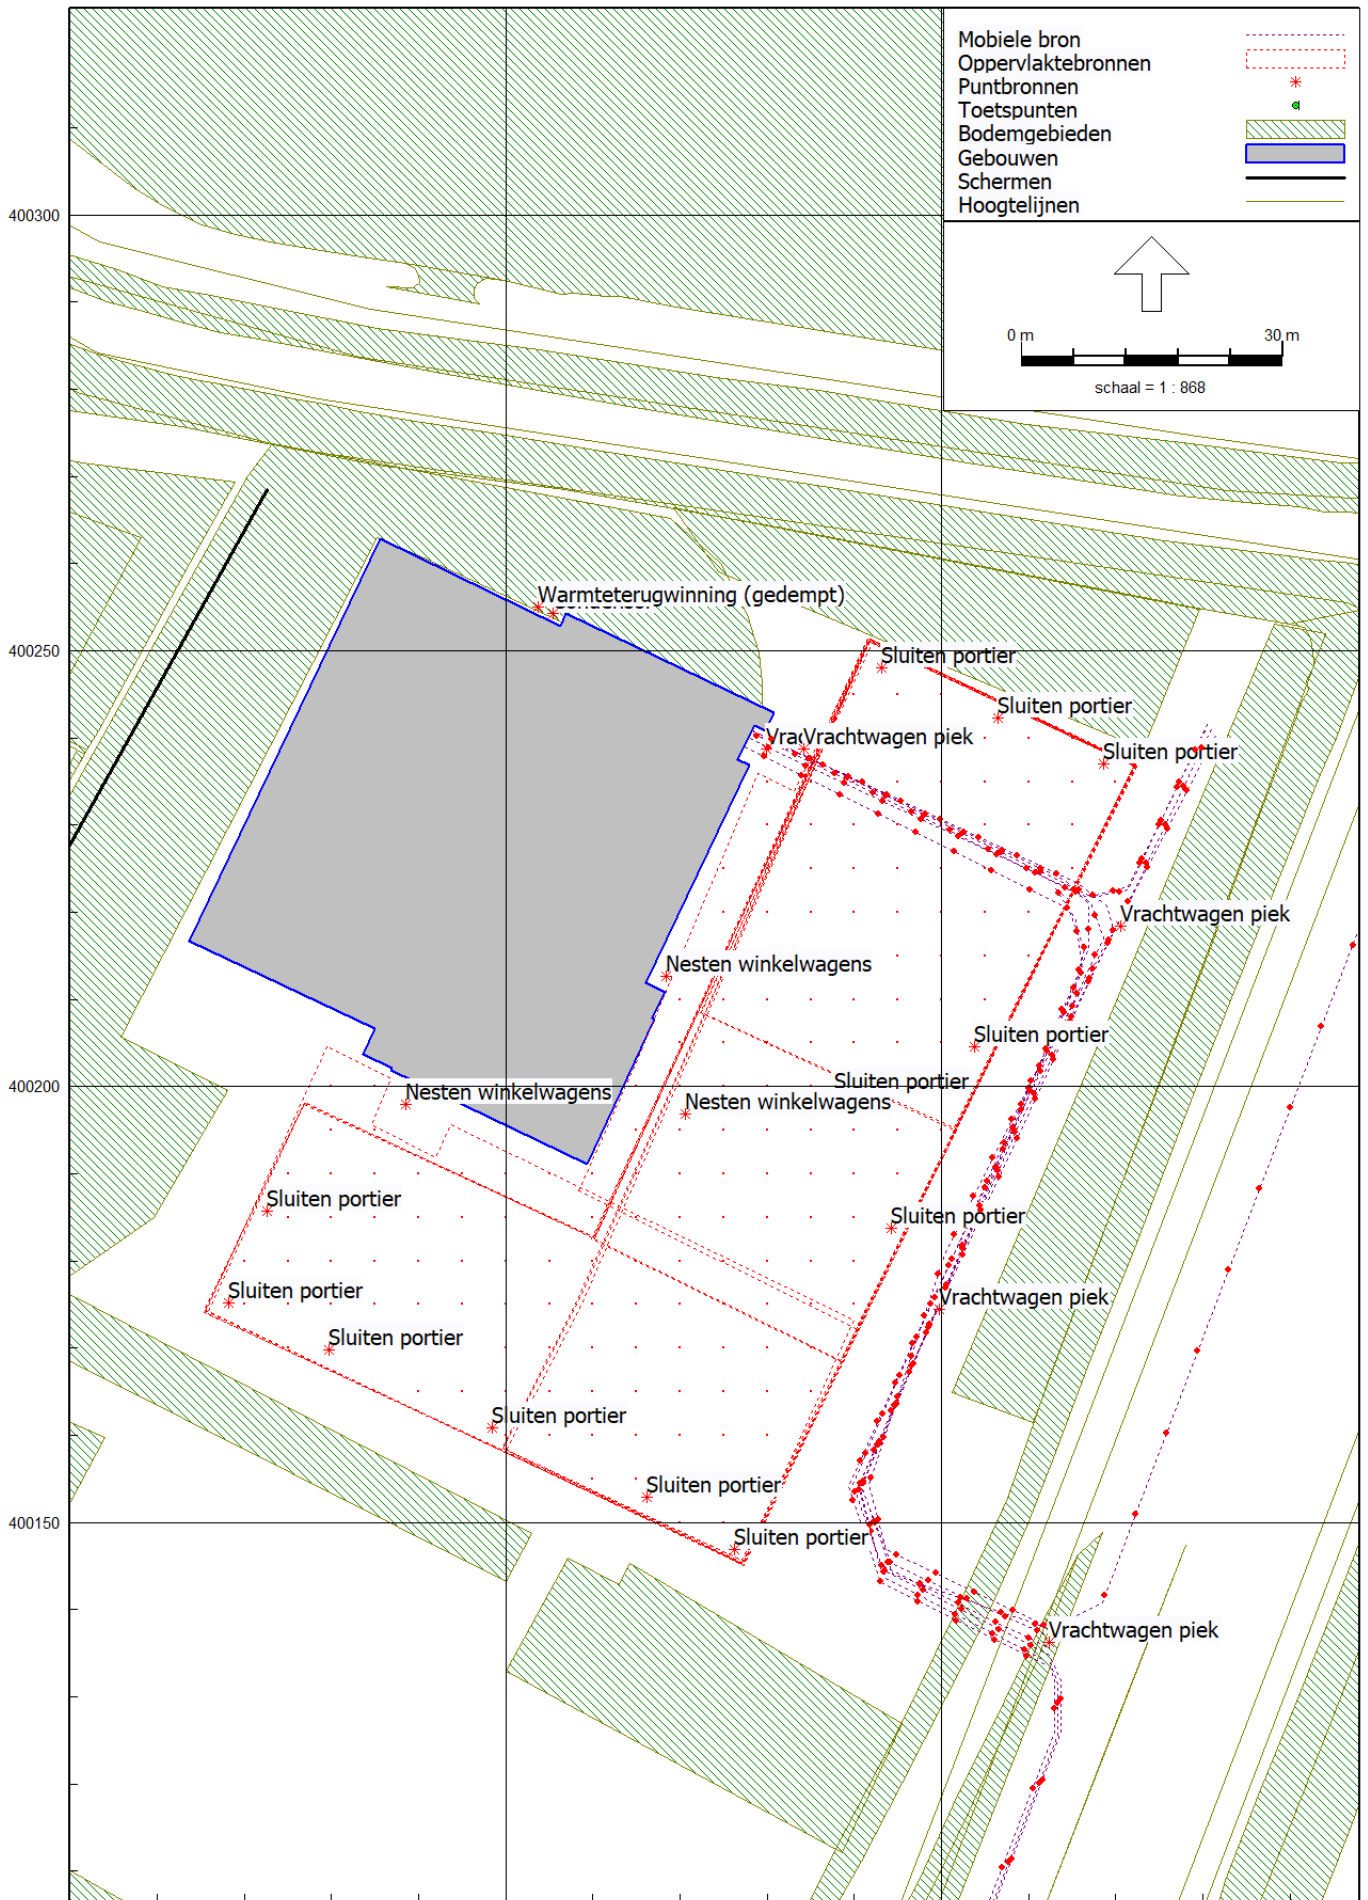 Mobiele bron
Oppervlaktebronnen
Puntbronnen
Toetspunten
Bodemgebieden
Gebouwen
Schermen
Hoogtelijnen
400300
0 m 30 m
schaal = 1 : 868
Warmteterugwinning (gedempt)
400250
Sluiten portier
Sluiten portier
Vrachtwagen piek
Sluiten portier
Vrachtwagen piek
Nesten winkelwagens
Sluiten portier
Sluiten portier
400200
Nesten winkelwagens
Nesten winkelwagens
Sluiten portier
Sluiten portier
Sluiten portier
Vrachtwagen piek
Sluiten portier
Sluiten portier
Sluiten portier
400150
Sluiten portier
Vrachtwagen piek